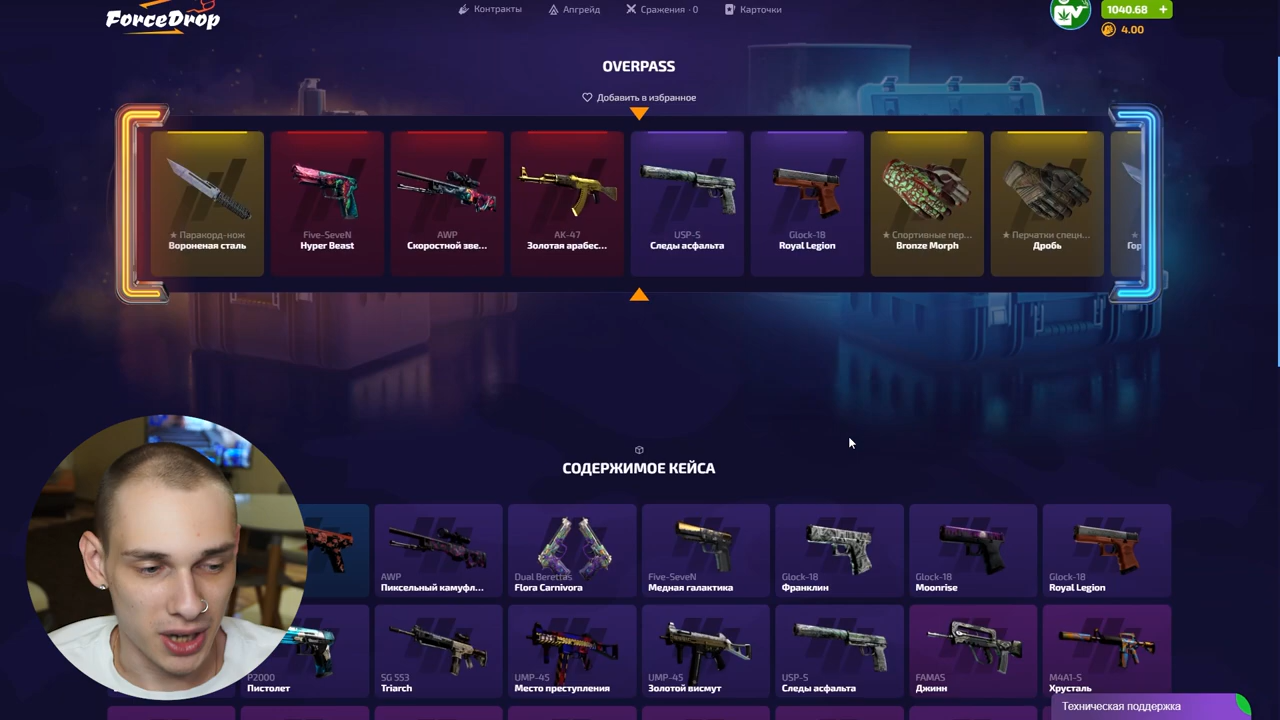 ForceDrop
Контракты
Апгрейд
Сражения · 0
Карточки
1040.68 +
4.00
OVERPASS
Добавить в избранное
★ Паракорд-нож
Вороненая сталь
Five-SeveN
Hyper Beast
AWP
Скоростной зве...
AK-47
Золотая арабес...
USP-S
Следы асфальта
Glock-18
Royal Legion
★ Спортивные пер...
Bronze Morph
★ Перчатки спецн...
Дробь
★
Гор
СОДЕРЖИМОЕ КЕЙСА
AWP
Пиксельный камуфл...
Dual Berettas
Flora Carnivora
Five-SeveN
Медная галактика
Glock-18
Франклин
Glock-18
Moonrise
Glock-18
Royal Legion
P2000
Пистолет
SG 553
Triarch
UMP-45
Место преступления
UMP-45
Золотой висмут
USP-S
Следы асфальта
FAMAS
Джинн
M4A1-S
Хрусталь
Техническая поддержка